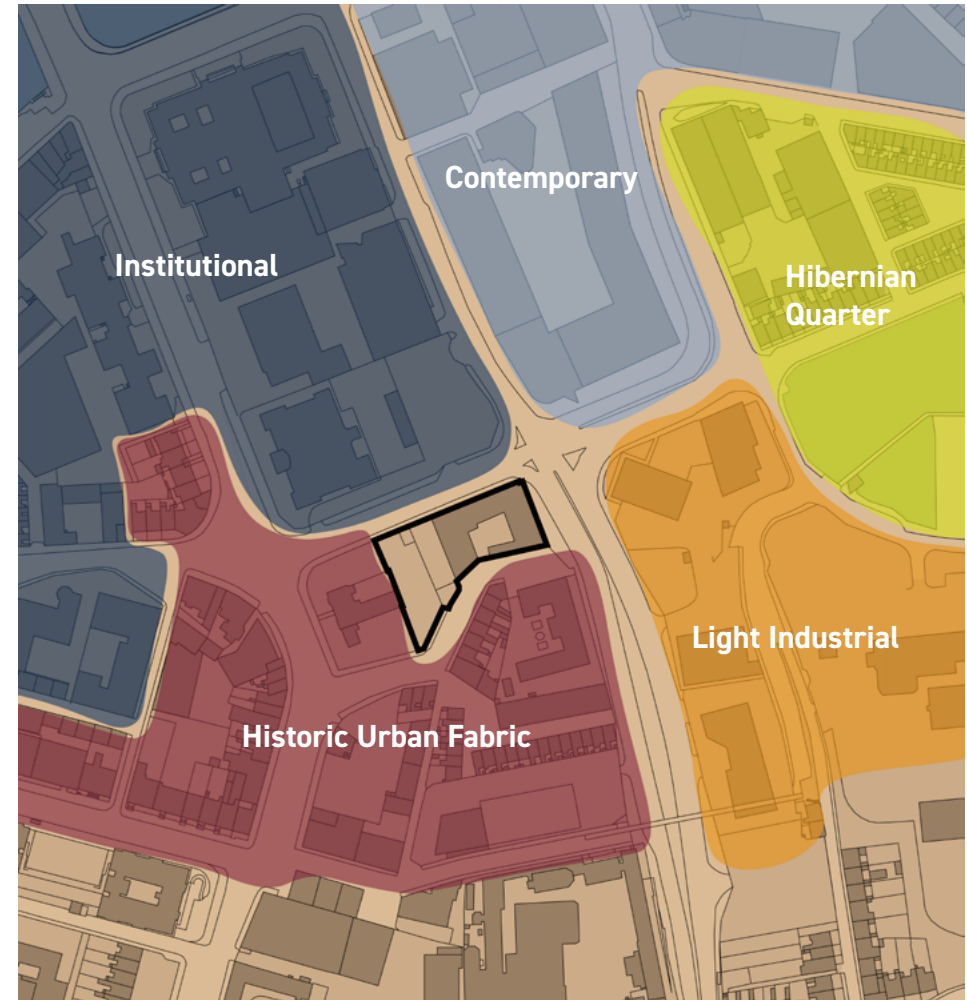 Contemporary
Institutional
Hibernian
Quarter
Light Industrial
Historic Urban Fabric